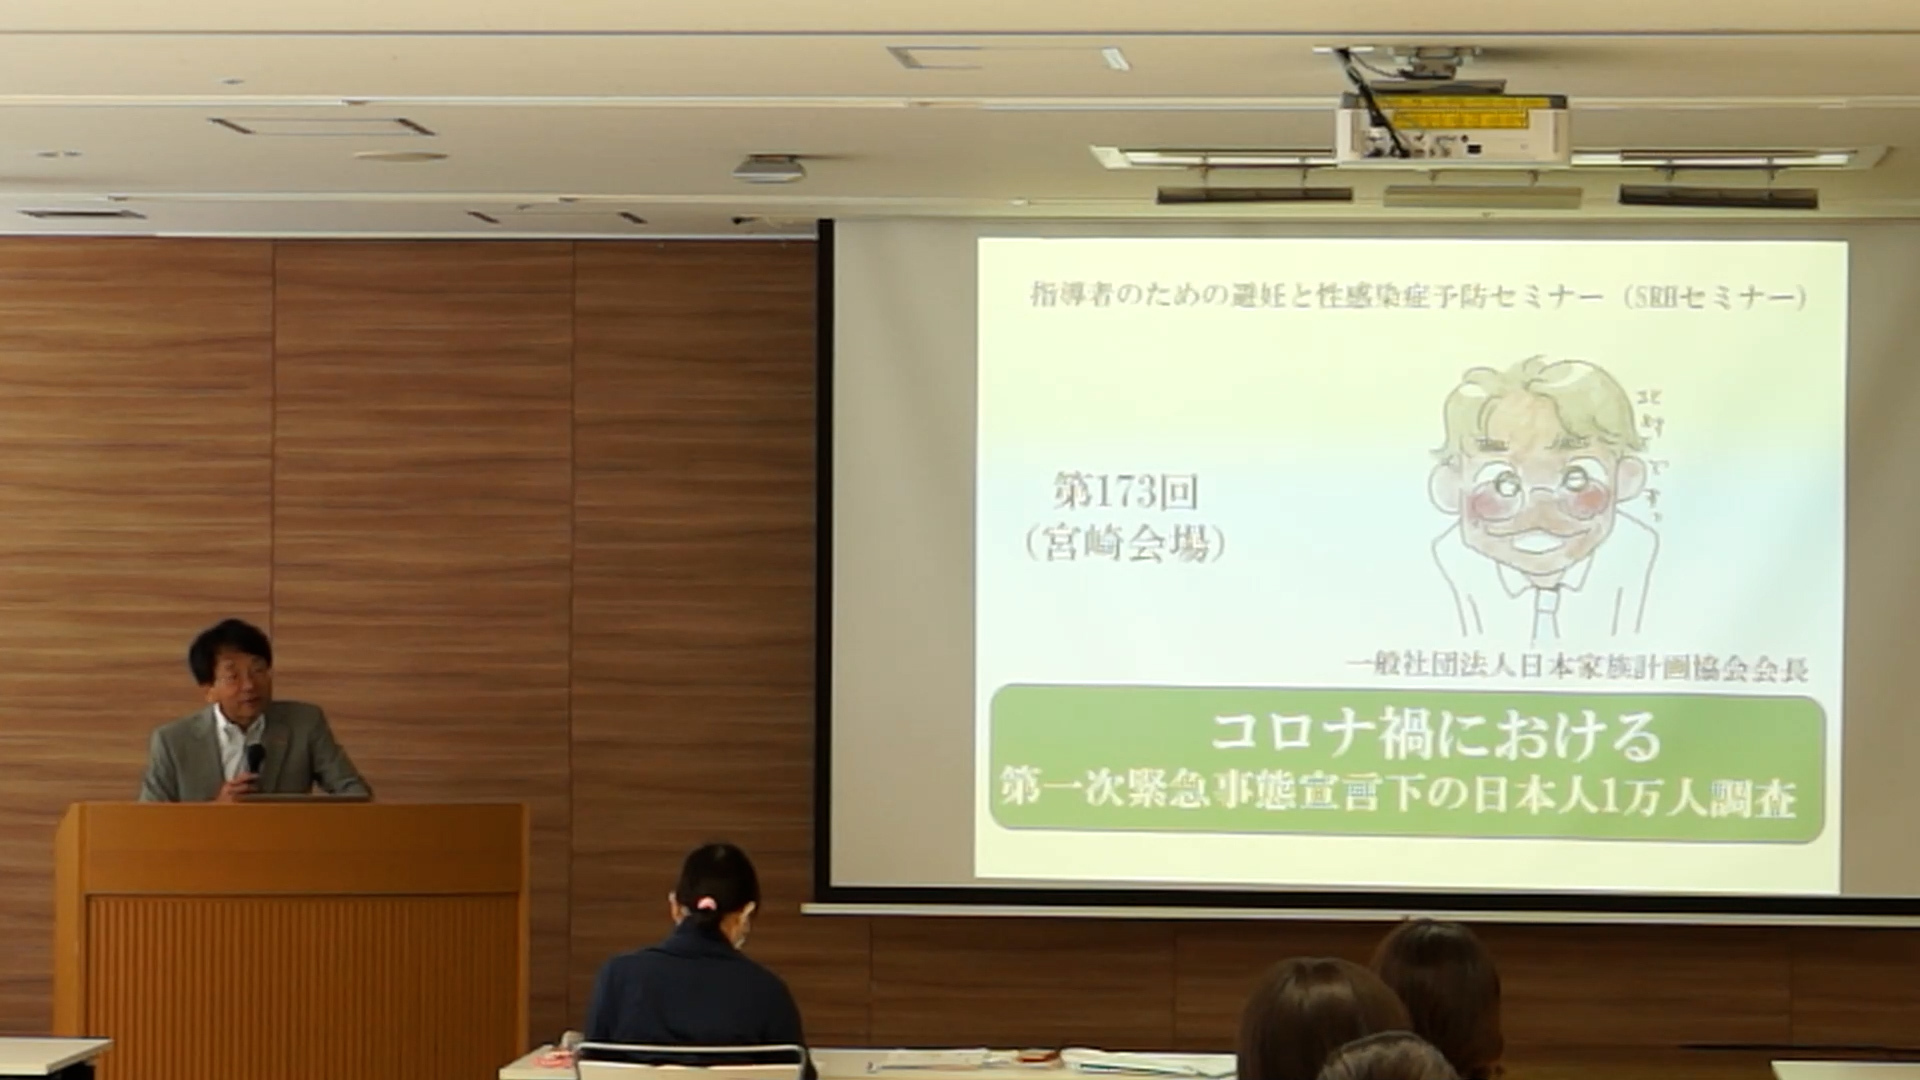 指導者のための避妊と性感染症予防セミナー（SRHセミナー）
第173回
（宮崎会場）
北村です
一般社団法人日本家族計画協会会長
コロナ禍における
第一次緊急事態宣言下の日本人1万人調査